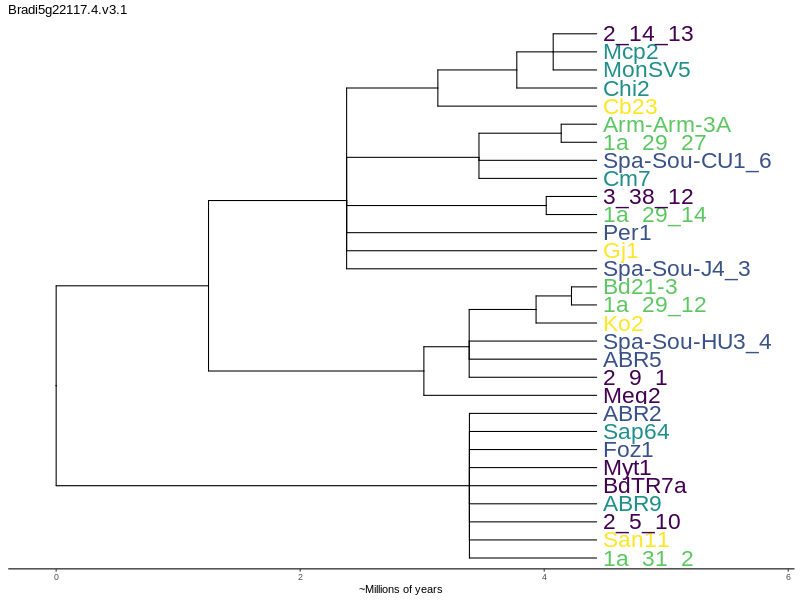 Bradi5g22117.4.v3.1
2_14_13
Mcp2
MonSV5
Chi2
Cb23
Arm-Arm-3A
1a_29_27
Spa-Sou-CU1_6
Cm7
3_38_12
1a_29_14
Per1
Gj1
Spa-Sou-J4_3
Bd21-3
1a_29_12
Ko2
Spa-Sou-HU3_4
ABR5
2_9_1
Meg2
ABR2
Sap64
Foz1
Myt1
BdTR7a
ABR9
2_5_10
San11
1a_31_2
0 2 4 6
~Millions of years